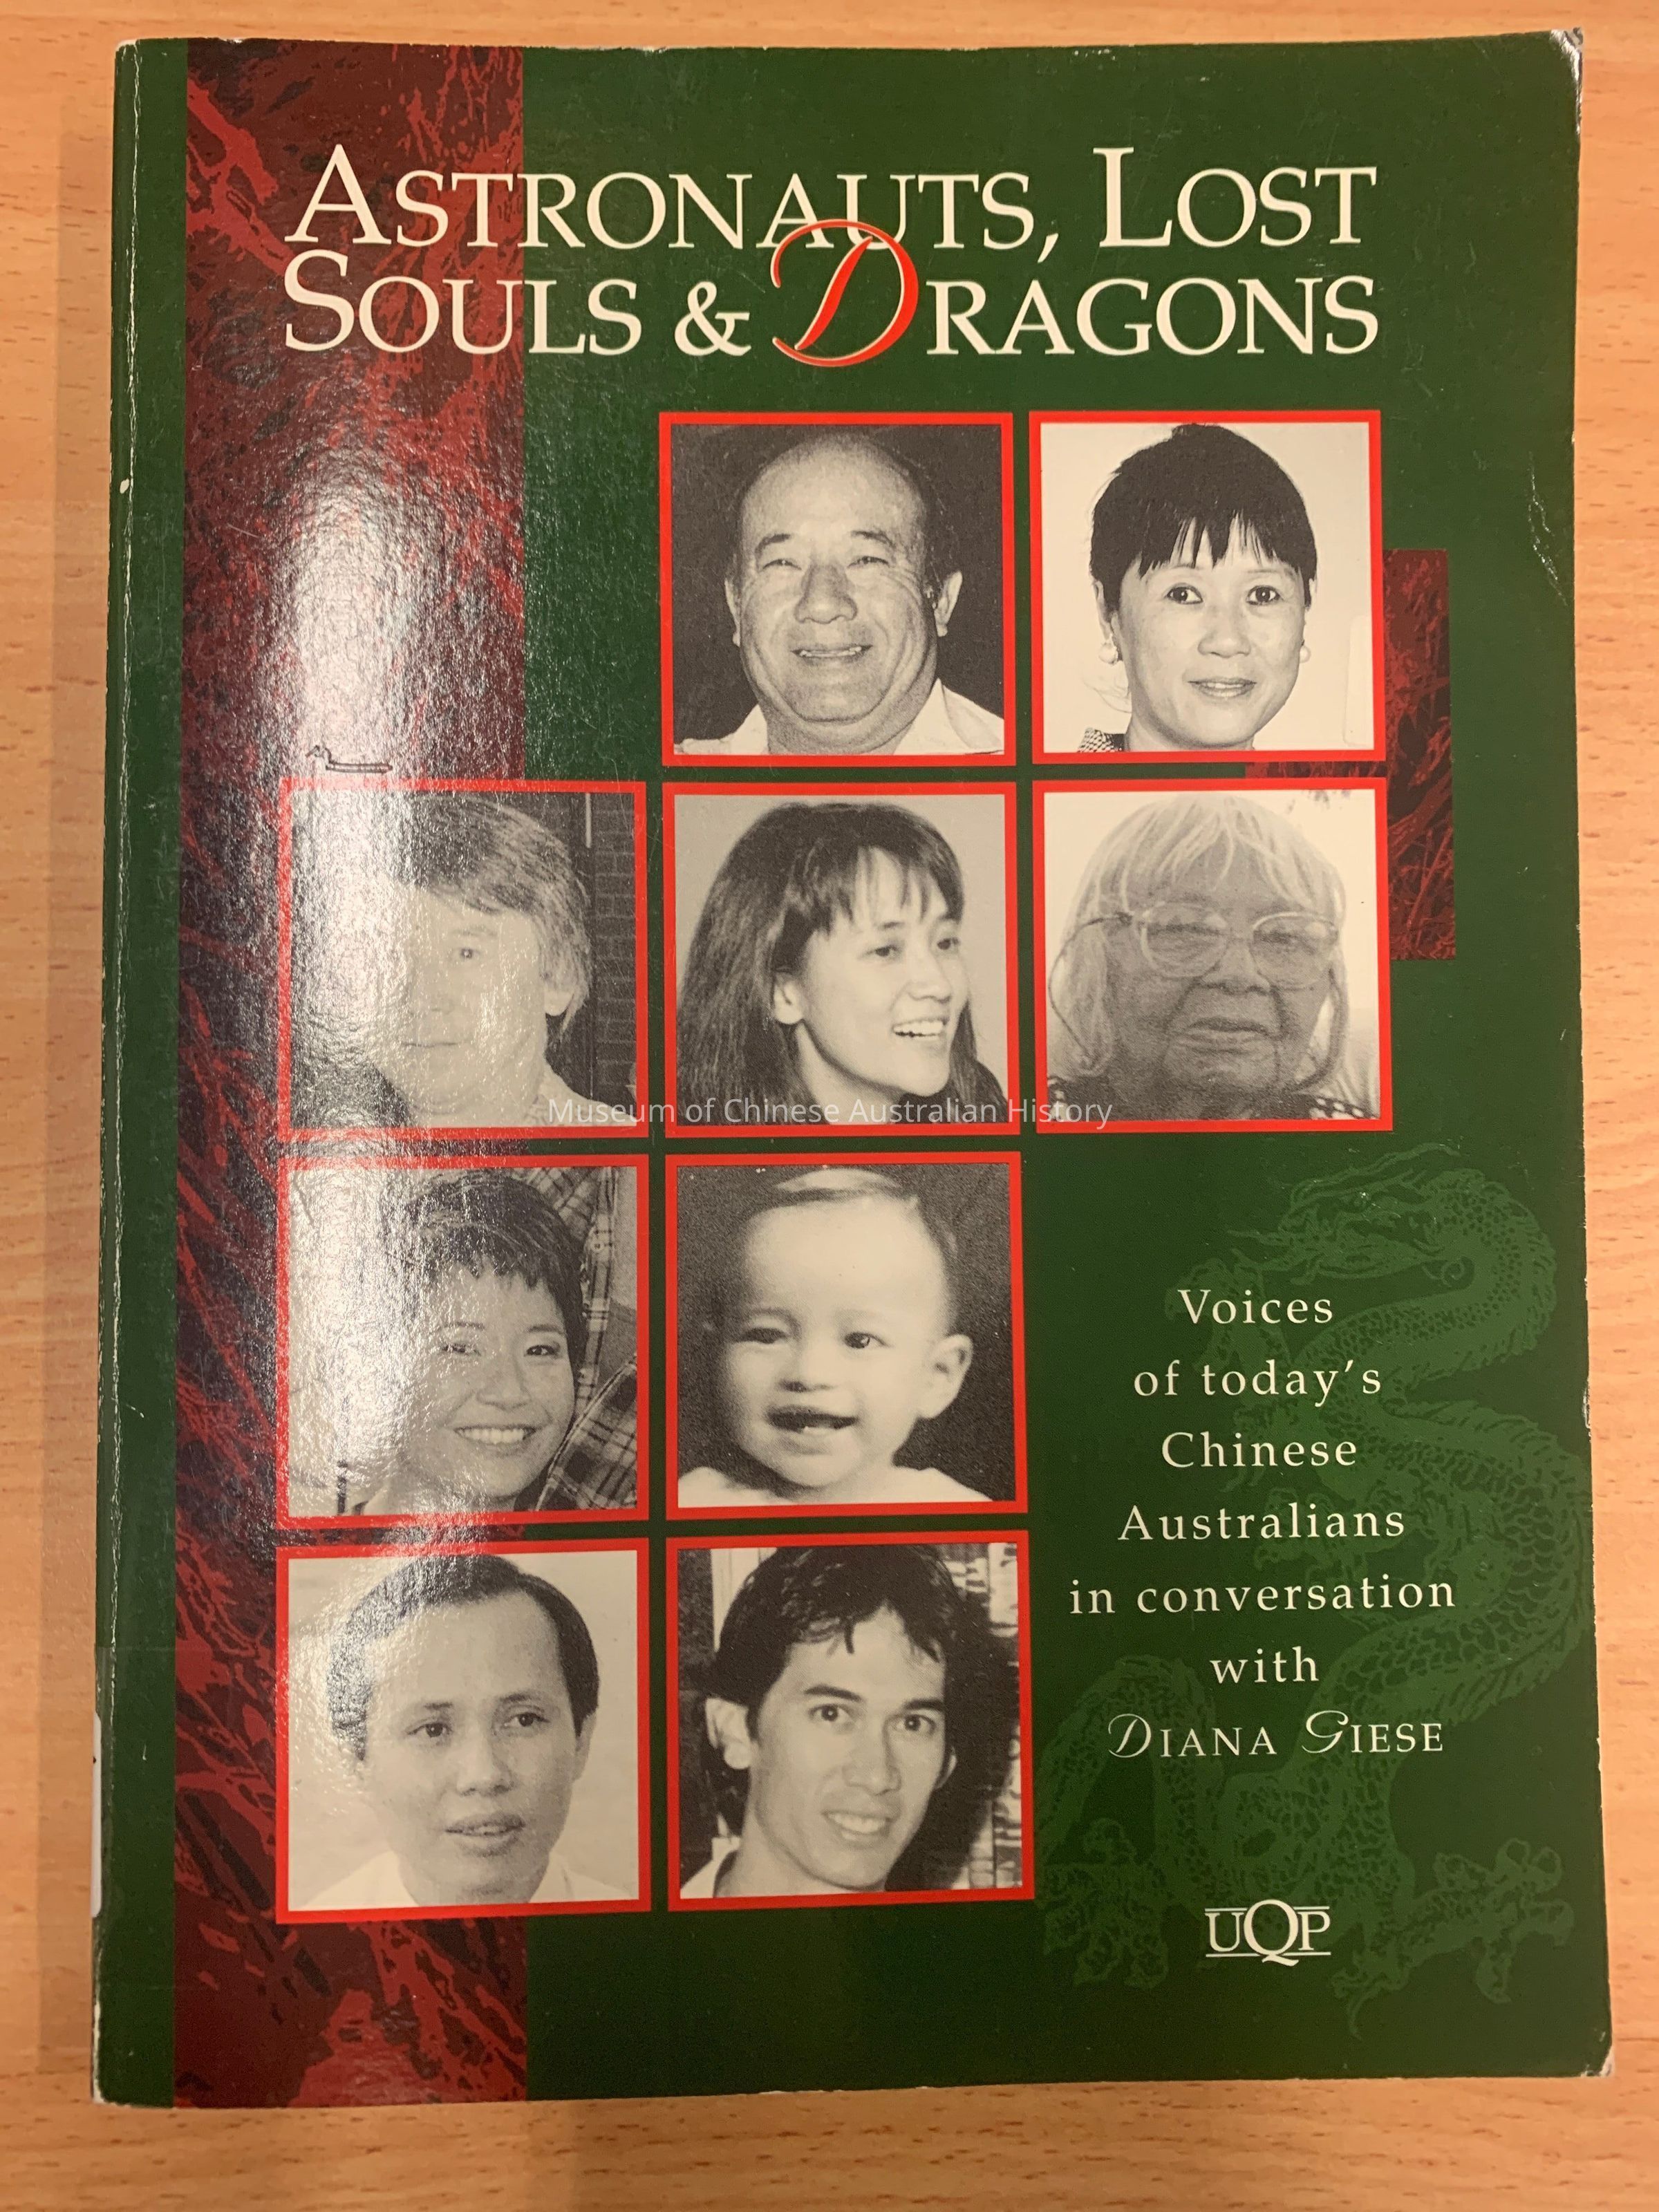 ASTRONAUTS, LOST
SOULS & DRAGONS
Museum of Chinese Australian History
Voices
of today's
Chinese
Australians
in conversation
with
DIANA GIESE
UQP